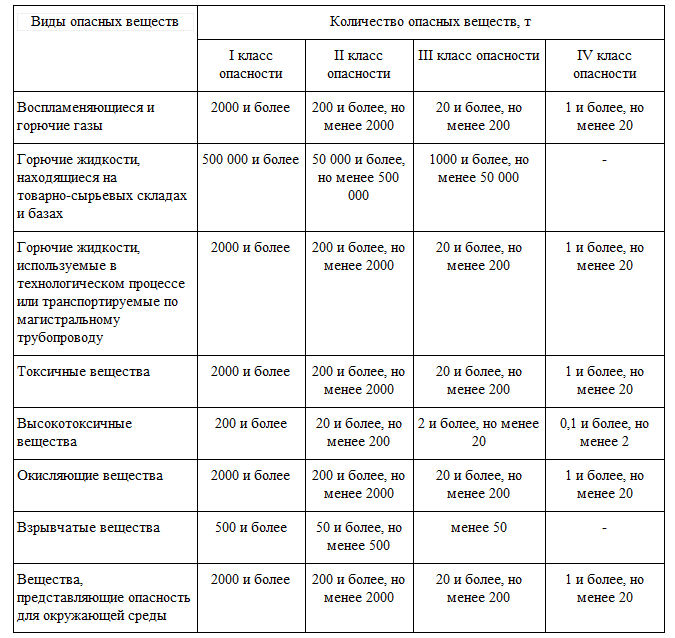 Виды опасных веществ
Количество опасных веществ, т
I класс
опасности
II класс
опасности
III класс опасности
IV класс
опасности
Воспламеняющиеся и
горючие газы
2000 и более
200 и более, но
менее 2000
20 и более, но
менее 200
1 и более, но
менее 20
Горючие жидкости,
находящиеся на
товарно-сырьевых складах
и базах
500 000 и более
50 000 и более,
но менее 500
000
1000 и более, но
менее 50 000
-
Горючие жидкости,
используемые в
технологическом процессе
или транспортируемые по
магистральному
трубопроводу
2000 и более
200 и более, но
менее 2000
20 и более, но
менее 200
1 и более, но
менее 20
Токсичные вещества
2000 и более
200 и более, но
менее 2000
20 и более, но
менее 200
1 и более, но
менее 20
Высокотоксичные
вещества
200 и более
20 и более, но
менее 200
2 и более, но менее
20
0,1 и более, но
менее 2
Окисляющие вещества
2000 и более
200 и более, но
менее 2000
20 и более, но
менее 200
1 и более, но
менее 20
Взрывчатые вещества
500 и более
50 и более, но
менее 500
менее 50
-
Вещества,
представляющие опасность
для окружающей среды
2000 и более
200 и более, но
менее 2000
20 и более, но
менее 200
1 и более, но
менее 20